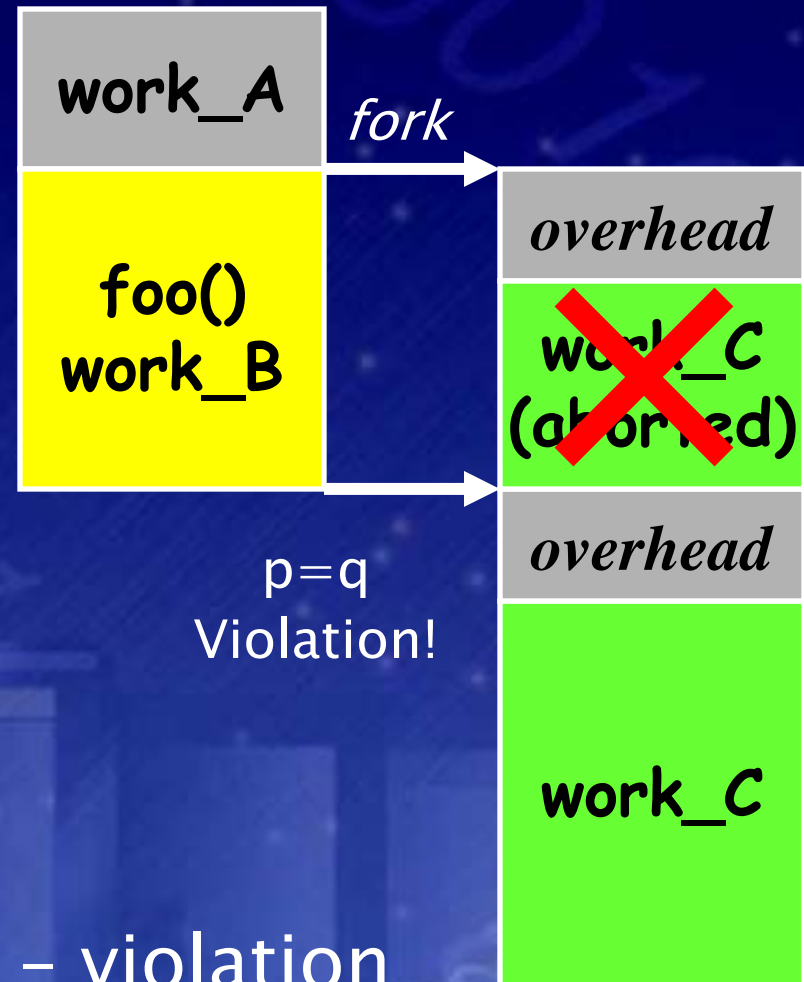 work_A
fork
overhead
foo()
work_B
work_C
(aborted)
overhead
p=q
Violation!
work_C
– violation